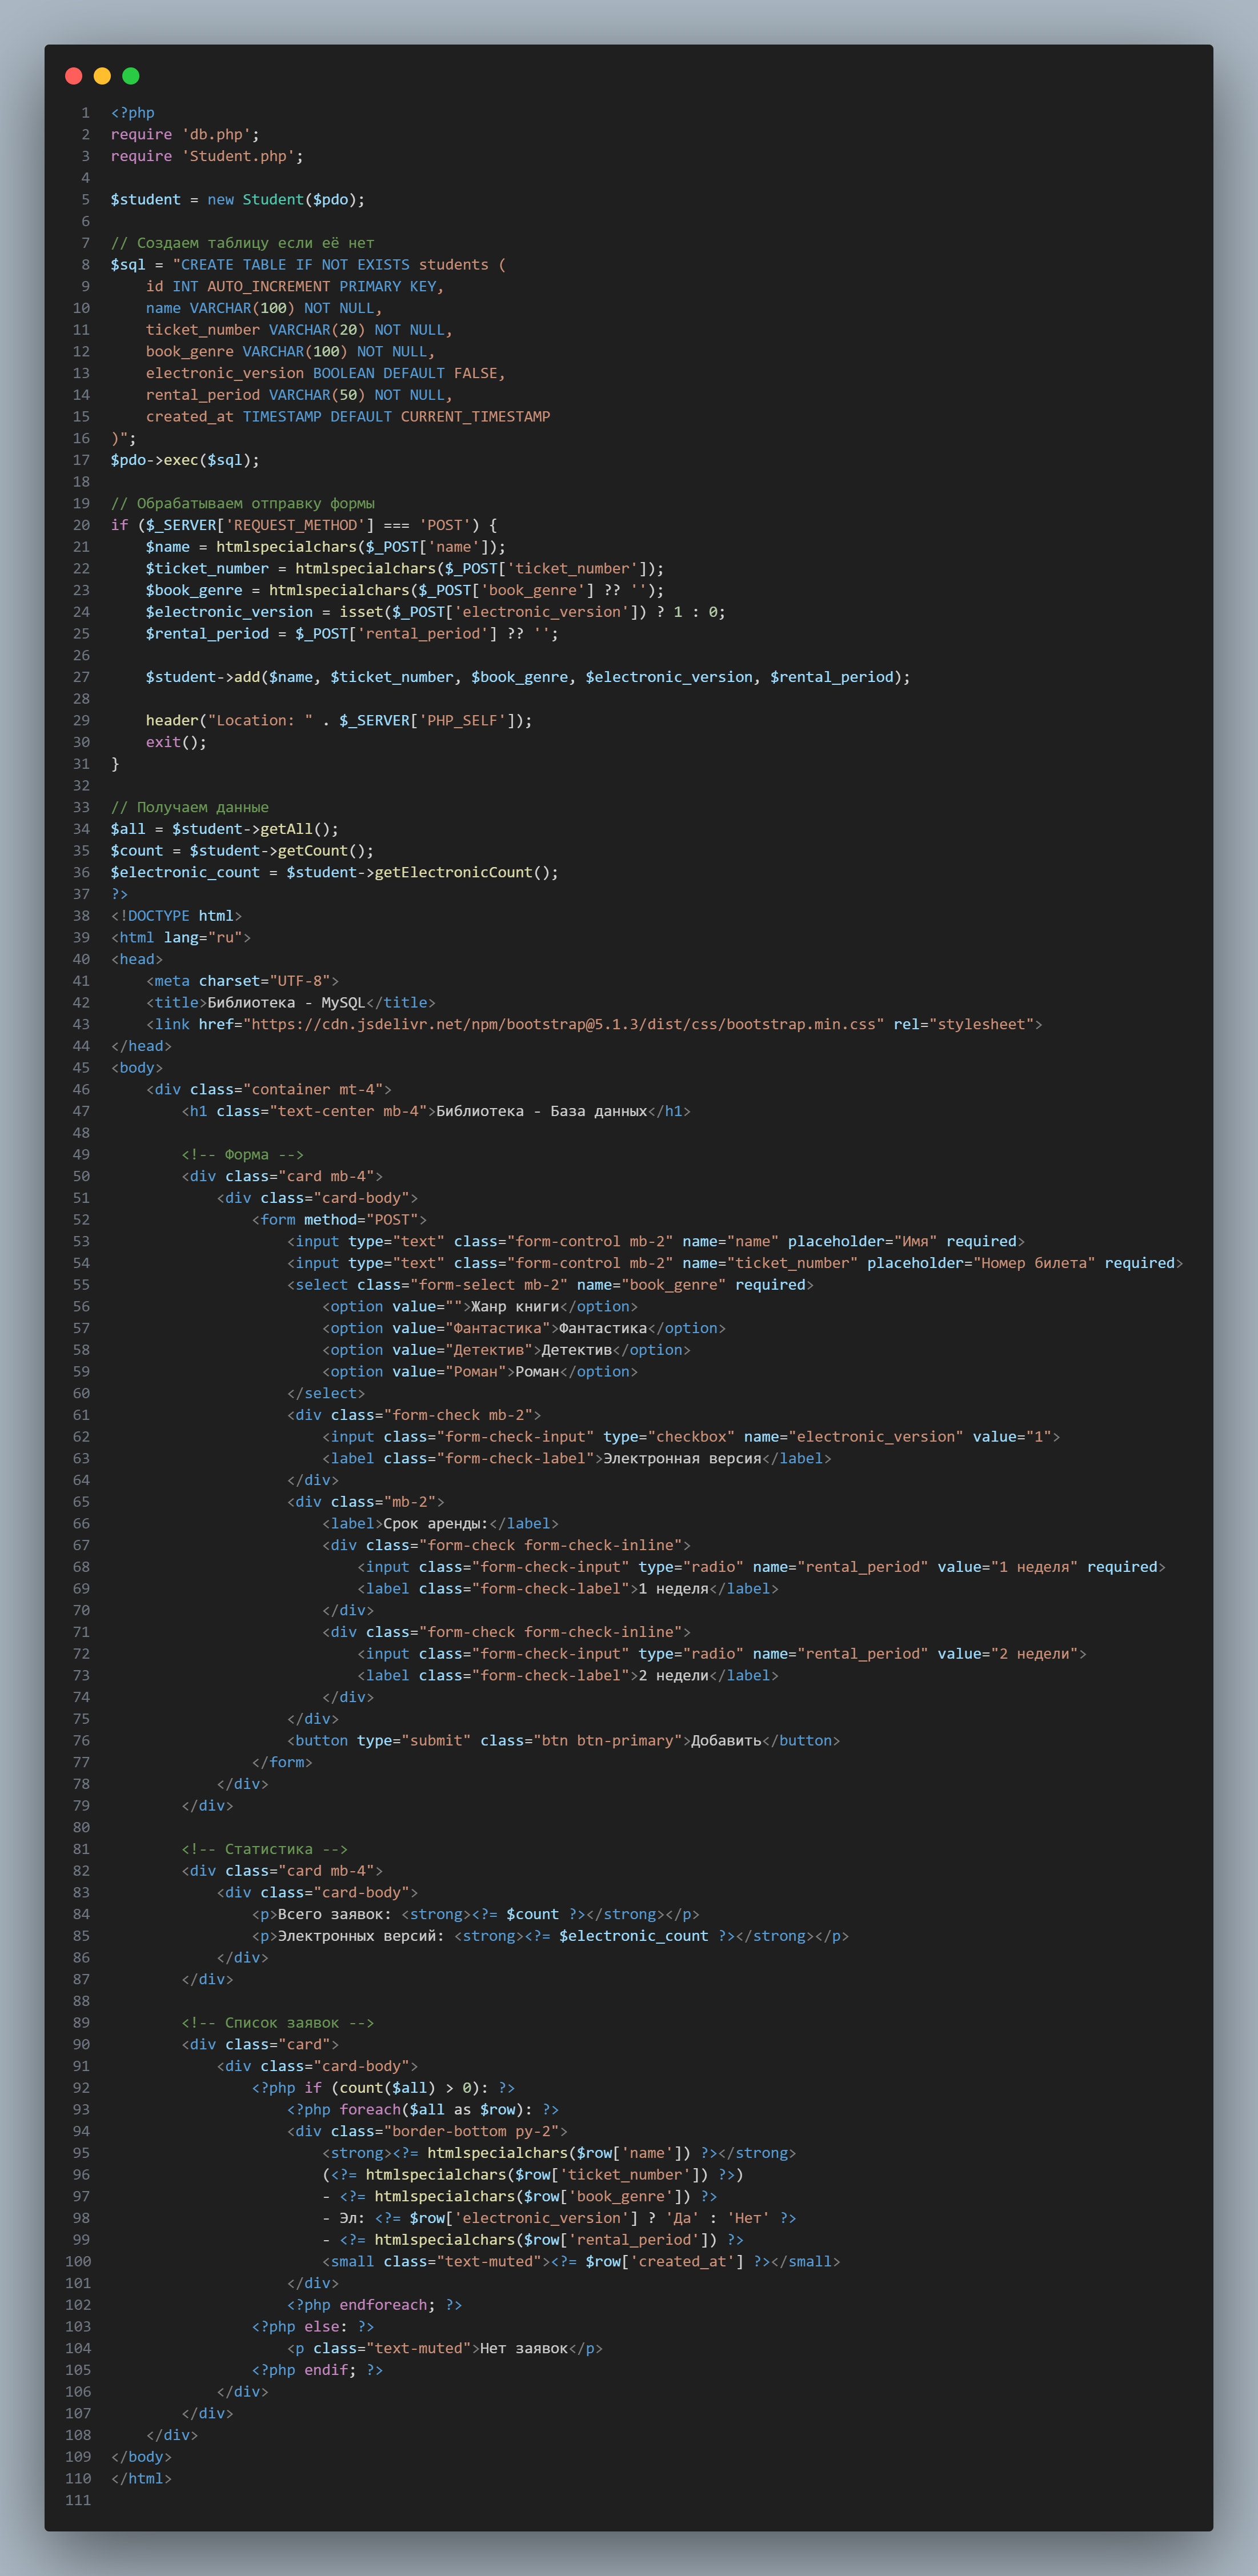 1 <?php
2 require 'db.php';
3 require 'Student.php';
4
5 $student = new Student($pdo);
6
7 // Создаем таблицу если её нет
8 $sql = "CREATE TABLE IF NOT EXISTS students (
9     id INT AUTO_INCREMENT PRIMARY KEY,
10     name VARCHAR(100) NOT NULL,
11     ticket_number VARCHAR(20) NOT NULL,
12     book_genre VARCHAR(100) NOT NULL,
13     electronic_version BOOLEAN DEFAULT FALSE,
14     rental_period VARCHAR(50) NOT NULL,
15     created_at TIMESTAMP DEFAULT CURRENT_TIMESTAMP
16 )";
17 $pdo->exec($sql);
18
19 // Обрабатываем отправку формы
20 if ($_SERVER['REQUEST_METHOD'] === 'POST') {
21     $name = htmlspecialchars($_POST['name']);
22     $ticket_number = htmlspecialchars($_POST['ticket_number']);
23     $book_genre = htmlspecialchars($_POST['book_genre'] ?? '');
24     $electronic_version = isset($_POST['electronic_version']) ? 1 : 0;
25     $rental_period = $_POST['rental_period'] ?? '';
26
27     $student->add($name, $ticket_number, $book_genre, $electronic_version, $rental_period);
28
29     header("Location: " . $_SERVER['PHP_SELF']);
30     exit();
31 }
32
33 // Получаем данные
34 $all = $student->getAll();
35 $count = $student->getCount();
36 $electronic_count = $student->getElectronicCount();
37 ?>
38 <!DOCTYPE html>
39 <html lang="ru">
40 <head>
41     <meta charset="UTF-8">
42     <title>Библиотека - MySQL</title>
43     <link href="https://cdn.jsdelivr.net/npm/bootstrap@5.1.3/dist/css/bootstrap.min.css" rel="stylesheet">
44 </head>
45 <body>
46     <div class="container mt-4">
47         <h1 class="text-center mb-4">Библиотека - База данных</h1>
48
49         <!-- Форма -->
50         <div class="card mb-4">
51             <div class="card-body">
52                 <form method="POST">
53                     <input type="text" class="form-control mb-2" name="name" placeholder="Имя" required>
54                     <input type="text" class="form-control mb-2" name="ticket_number" placeholder="Номер билета" required>
55                     <select class="form-select mb-2" name="book_genre" required>
56                         <option value="">Жанр книги</option>
57                         <option value="Фантастика">Фантастика</option>
58                         <option value="Детектив">Детектив</option>
59                         <option value="Роман">Роман</option>
60                     </select>
61                     <div class="form-check mb-2">
62                         <input class="form-check-input" type="checkbox" name="electronic_version" value="1">
63                         <label class="form-check-label">Электронная версия</label>
64                     </div>
65                     <div class="mb-2">
66                         <label>Срок аренды:</label>
67                         <div class="form-check form-check-inline">
68                             <input class="form-check-input" type="radio" name="rental_period" value="1 неделя" required>
69                             <label class="form-check-label">1 неделя</label>
70                         </div>
71                         <div class="form-check form-check-inline">
72                             <input class="form-check-input" type="radio" name="rental_period" value="2 недели">
73                             <label class="form-check-label">2 недели</label>
74                         </div>
75                     </div>
76                     <button type="submit" class="btn btn-primary">Добавить</button>
77                 </form>
78             </div>
79         </div>
80
81         <!-- Статистика -->
82         <div class="card mb-4">
83             <div class="card-body">
84                 <p>Всего заявок: <strong><?= $count ?></strong></p>
85                 <p>Электронных версий: <strong><?= $electronic_count ?></strong></p>
86             </div>
87         </div>
88
89         <!-- Список заявок -->
90         <div class="card">
91             <div class="card-body">
92                 <?php if (count($all) > 0): ?>
93                     <?php foreach($all as $row): ?>
94                     <div class="border-bottom py-2">
95                         <strong><?= htmlspecialchars($row['name']) ?></strong>
96                         (<?= htmlspecialchars($row['ticket_number']) ?>)
97                         - <?= htmlspecialchars($row['book_genre']) ?>
98                         - Эл: <?= $row['electronic_version'] ? 'Да' : 'Нет' ?>
99                         - <?= htmlspecialchars($row['rental_period']) ?>
100                         <small class="text-muted"><?= $row['created_at'] ?></small>
101                     </div>
102                     <?php endforeach; ?>
103                 <?php else: ?>
104                     <p class="text-muted">Нет заявок</p>
105                 <?php endif; ?>
106             </div>
107         </div>
108     </div>
109 </body>
110 </html>
111